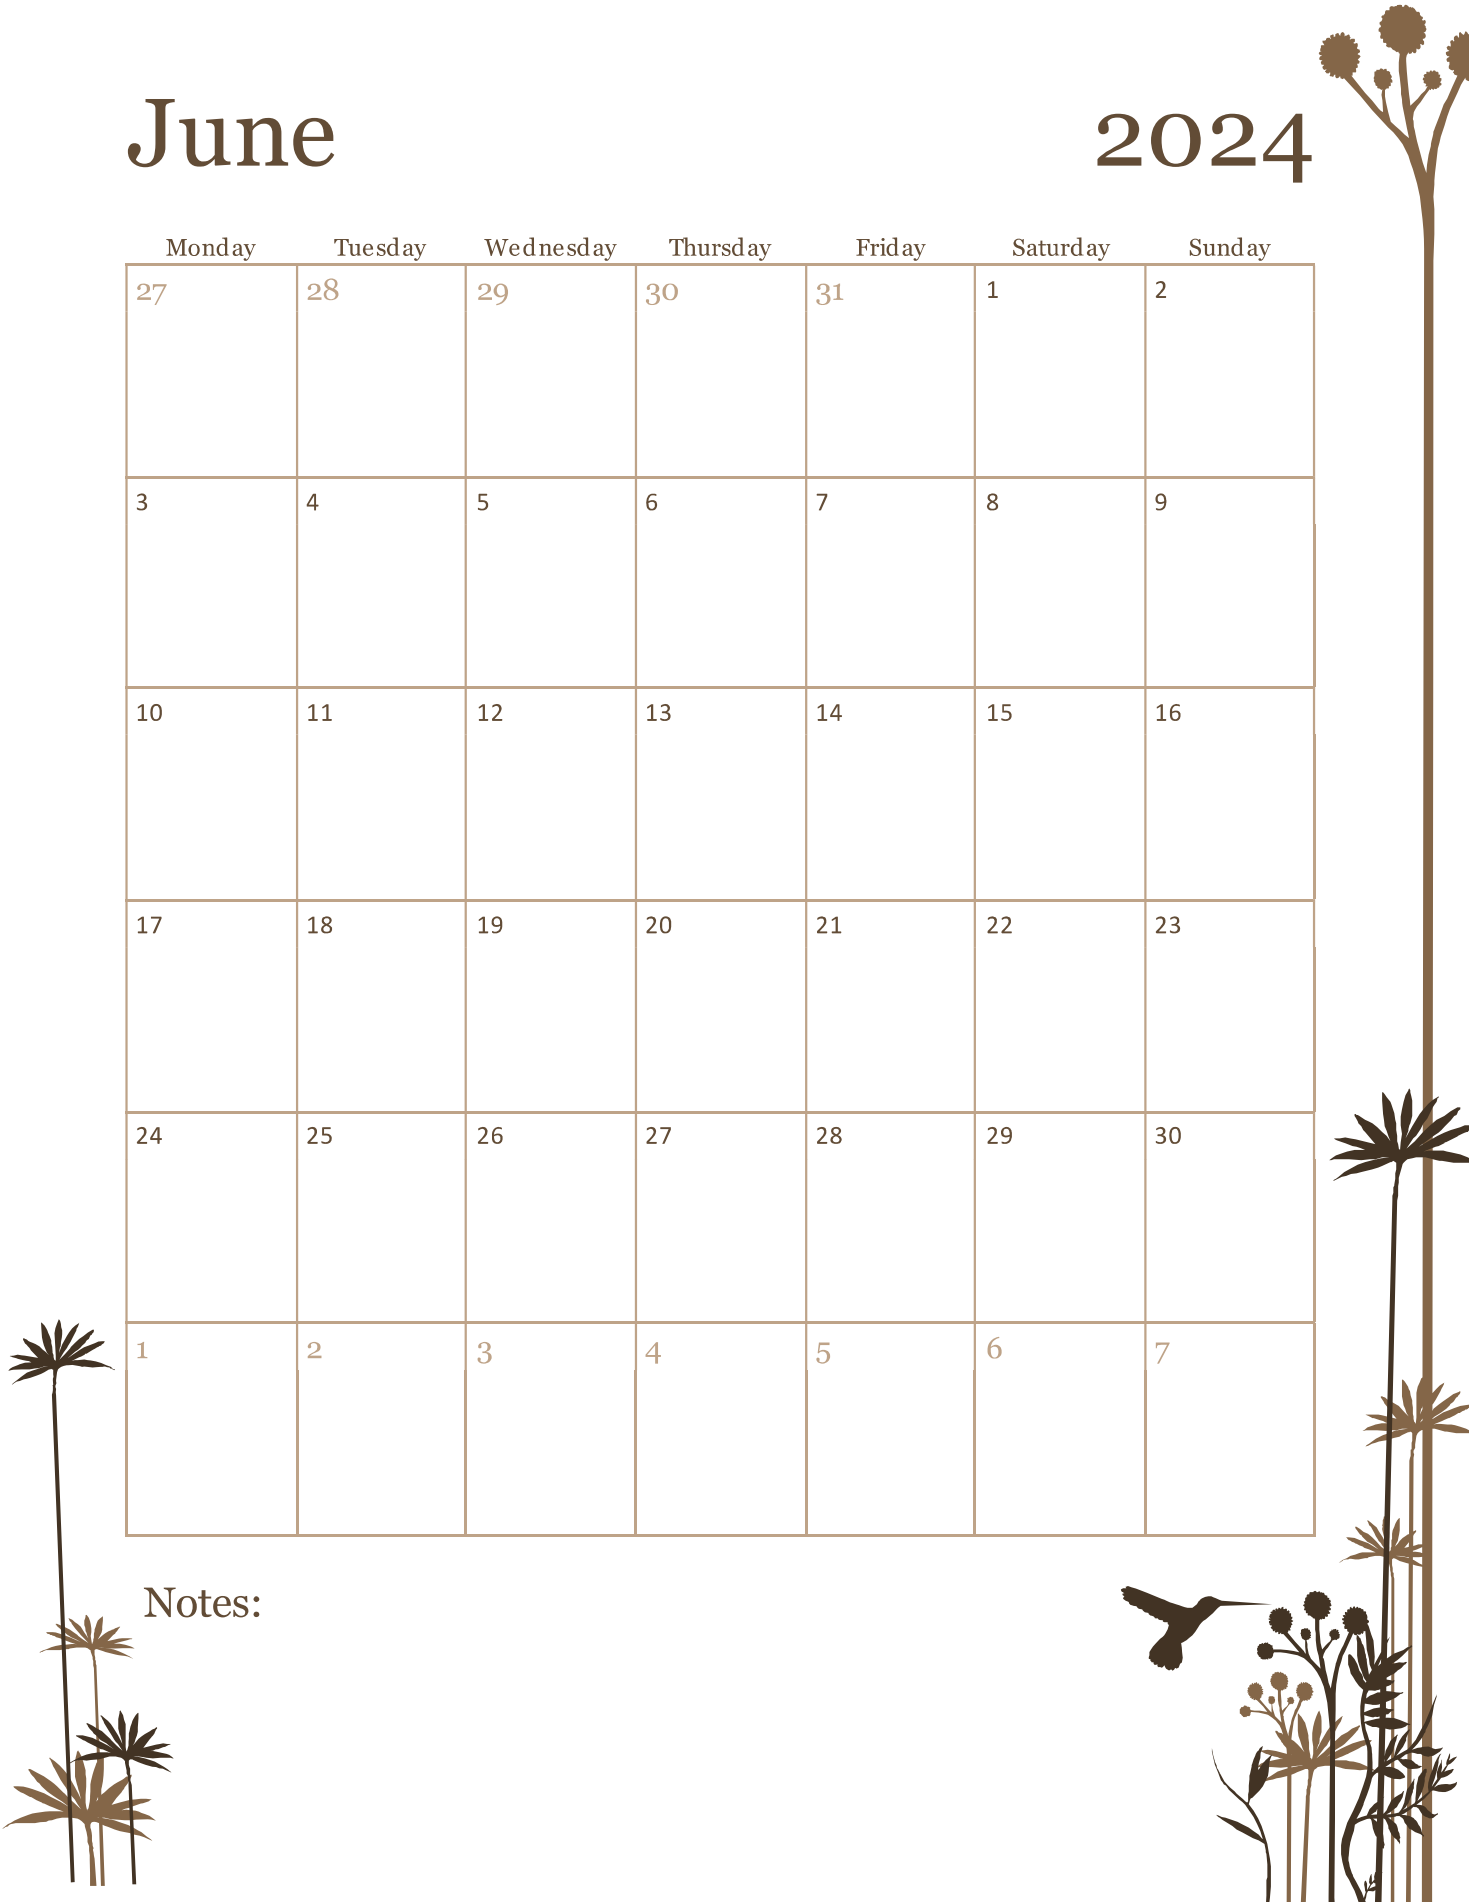 June 2024
Monday Tuesday Wednesday Thursday Friday Saturday Sunday
27 28 29 30 31 1 2
3 4 5 6 7 8 9
10 11 12 13 14 15 16
17 18 19 20 21 22 23
24 25 26 27 28 29 30
1 2 3 4 5 6 7
Notes: